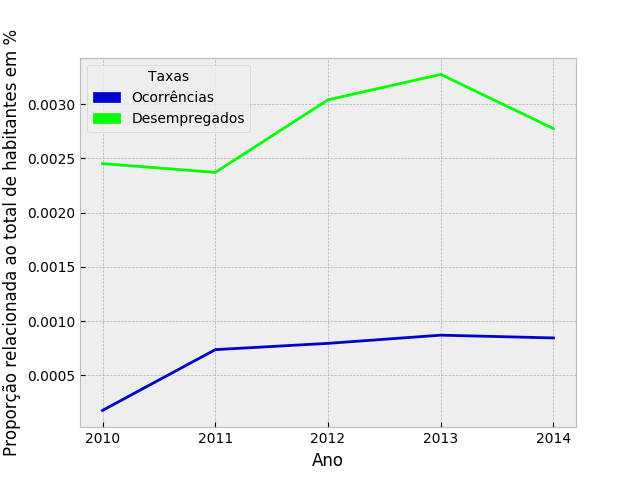 Proporção relacionada ao total de habitantes em %
0.0030
0.0025
0.0020
0.0015
0.0010
0.0005
Taxas
Ocorrências
Desempregados
2010 2011 2012 2013 2014
Ano